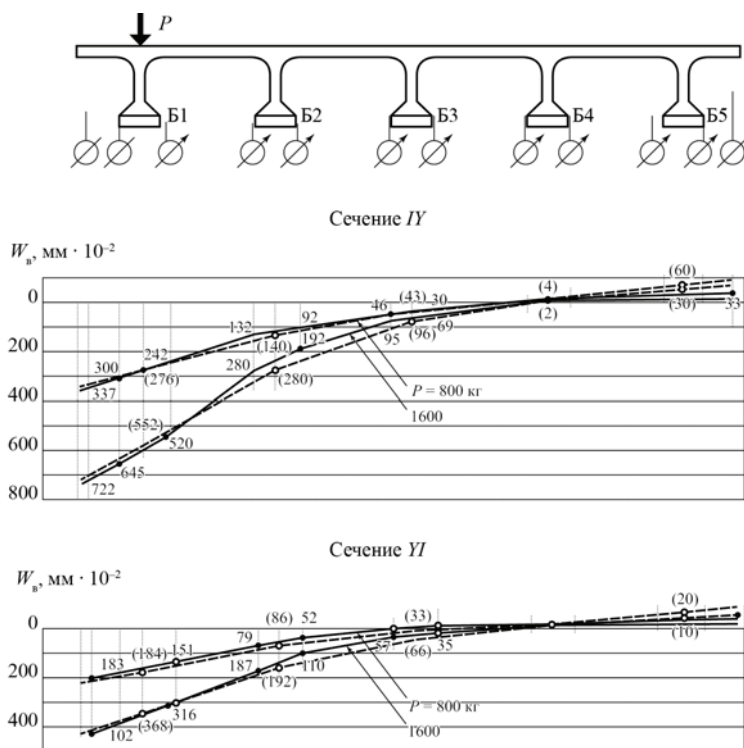 P
Б1 Б2 Б3 Б4 Б5
Сечение IY
W_в, мм · 10⁻²
(60)
(4)
0 46 (43) 30
132 92 (2) (30) 33
200 242 (140) 192 95 (96) 69
300 (276) 280
337 (280) P = 800 кг
400 1600
(552)
520
600
645
722
800
Сечение YI
W_в, мм · 10⁻²
(20)
(86) 52 (33)
0 79
(184) 151 57 (10)
183 187 110 (66) 35
200 (192)
P = 800 кг
316 1600
400 102 (368)